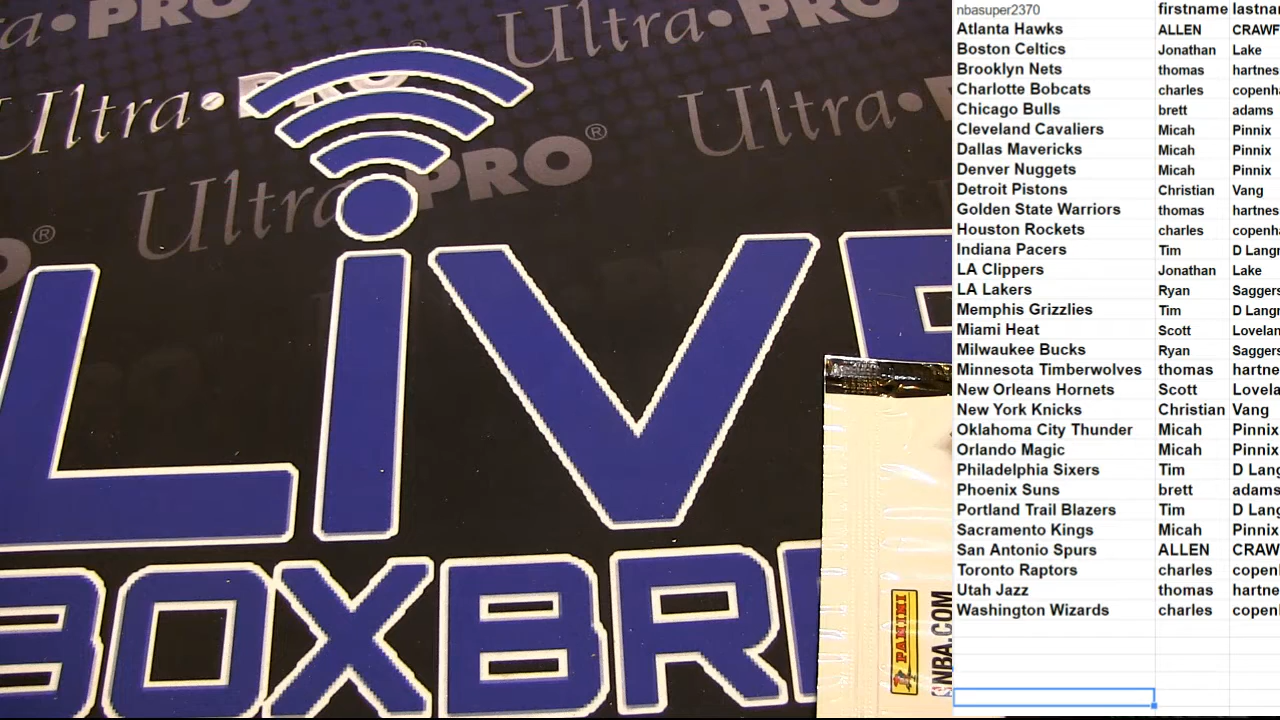 PRO
Ultra•PRO
Ultra•PRO
Ultra•
Ultra•PRO®
®
LiVE
BOXBR
PANINI
NBA.COM
nbasuper2370 firstname lastnar
Atlanta Hawks ALLEN CRAWF
Boston Celtics Jonathan Lake
Brooklyn Nets thomas hartnes
Charlotte Bobcats charles copenha
Chicago Bulls brett adams
Cleveland Cavaliers Micah Pinnix
Dallas Mavericks Micah Pinnix
Denver Nuggets Micah Pinnix
Detroit Pistons Christian Vang
Golden State Warriors thomas hartnes
Houston Rockets charles copenha
Indiana Pacers Tim D Langr
LA Clippers Jonathan Lake
LA Lakers Ryan Saggers
Memphis Grizzlies Tim D Langr
Miami Heat Scott Lovelan
Milwaukee Bucks Ryan Saggers
Minnesota Timberwolves thomas hartne
New Orleans Hornets Scott Lovela
New York Knicks Christian Vang
Oklahoma City Thunder Micah Pinnix
Orlando Magic Micah Pinnix
Philadelphia Sixers Tim D Lang
Phoenix Suns brett adams
Portland Trail Blazers Tim D Lang
Sacramento Kings Micah Pinnix
San Antonio Spurs ALLEN CRAW
Toronto Raptors charles copenl
Utah Jazz thomas hartne
Washington Wizards charles copenl